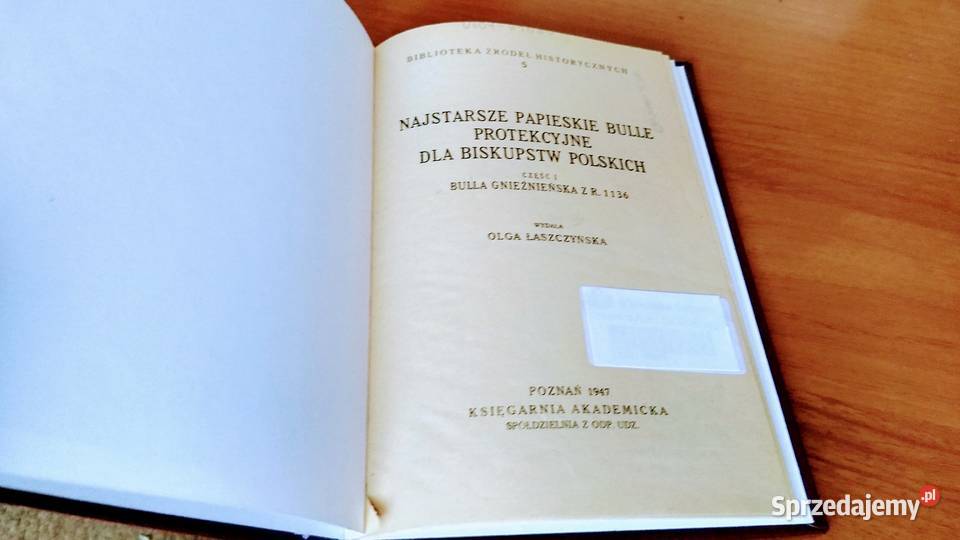 BIBLIOTEKA ŹRÓDEŁ HISTORYCZNYCH
5
NAJSTARSZE PAPIESKIE BULLE
PROTEKCYJNE
DLA BISKUPSTW POLSKICH
CZĘŚĆ I
BULLA GNIEŹNIEŃSKA Z R. 1136
WYDAŁA
OLGA ŁASZCZYŃSKA
POZNAŃ 1947
KSIĘGARNIA AKADEMICKA
SPÓŁDZIELNIA Z ODP. UDZ.
Sprzedajemy.pl